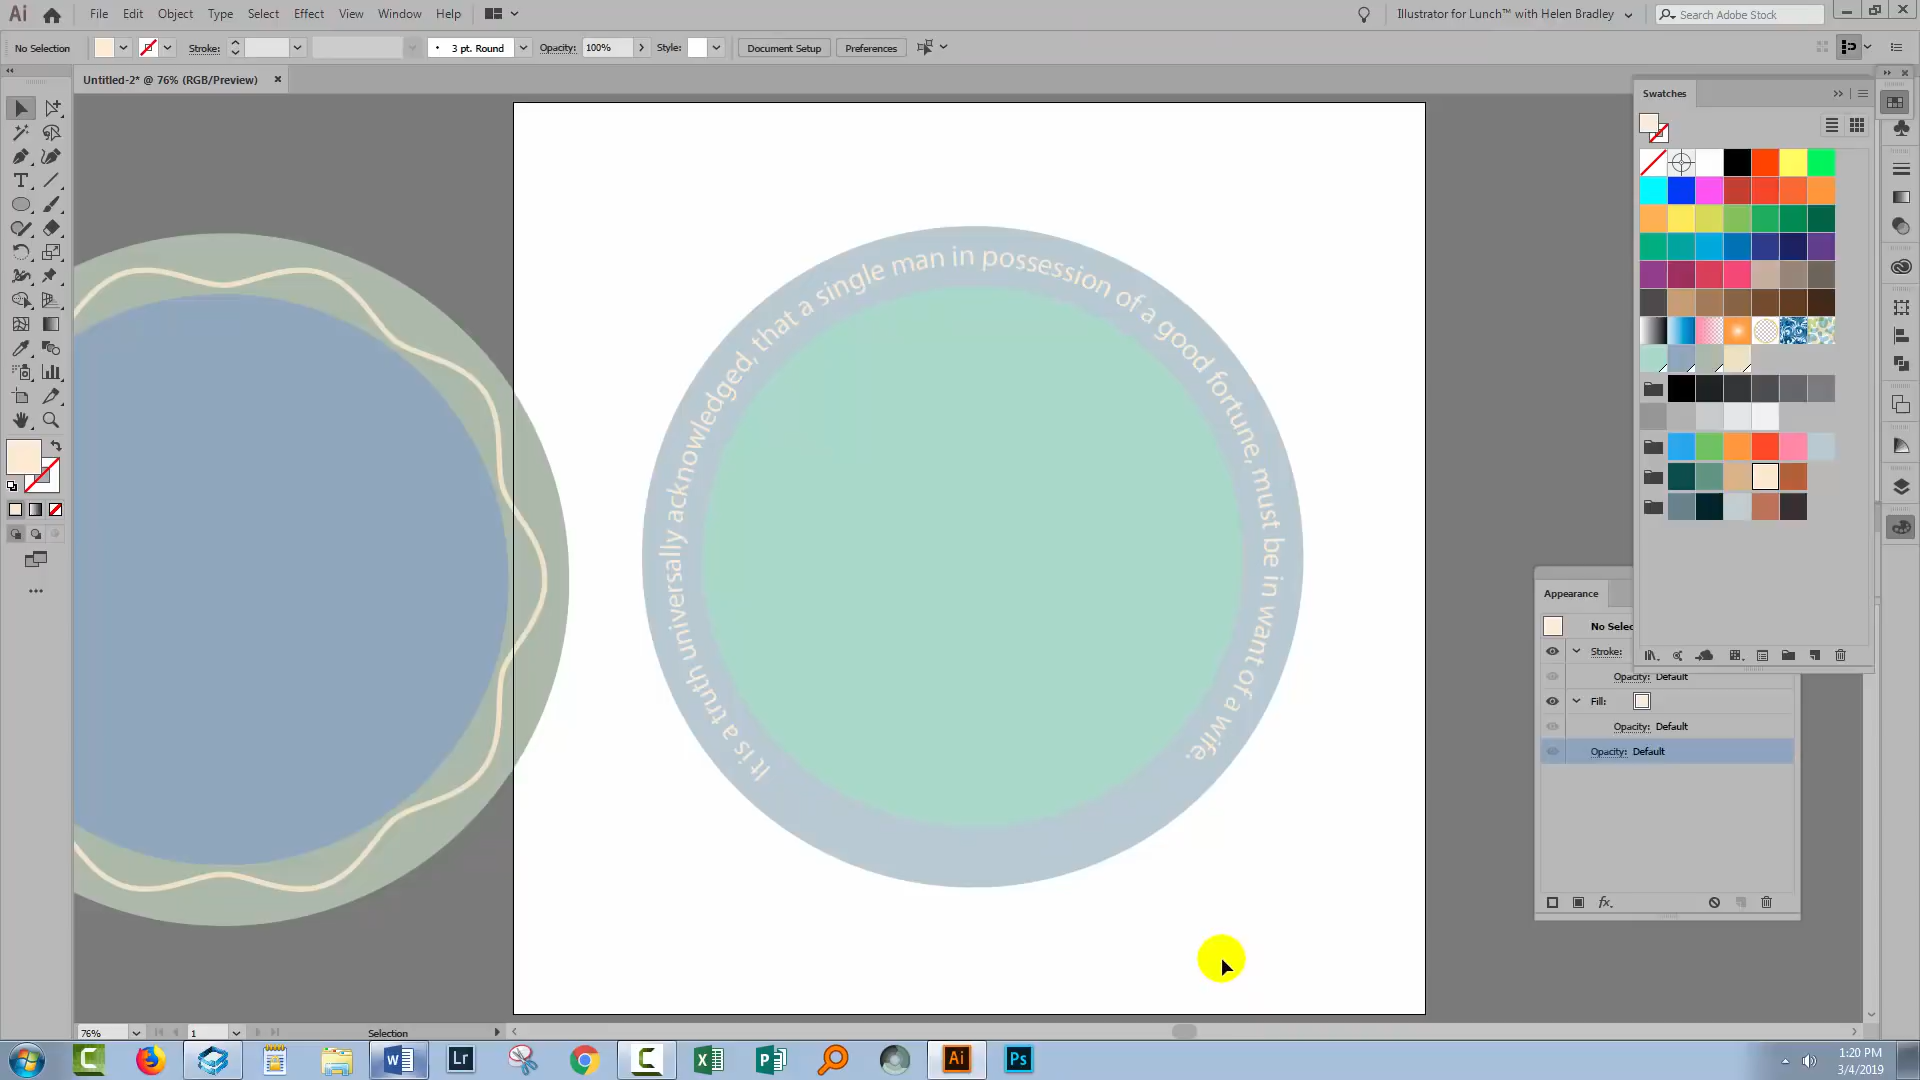 Ai
File Edit Object Type Select Effect View Window Help
Illustrator for Lunch™ with Helen Bradley
Search Adobe Stock
No Selection
Stroke:
3 pt. Round
Opacity: 100%
Style:
Document Setup
Preferences
Untitled-2* @ 76% (RGB/Preview)
Swatches
It is a truth universally acknowledged, that a single man in possession of a good fortune, must be in want of a wife.
Appearance
No Selec
Stroke:
Opacity: Default
Fill:
Opacity: Default
Opacity: Default
fx.
76%
1
Selection
C
W
Lr
C
X
P
Ai
Ps
1:20 PM
3/4/2019